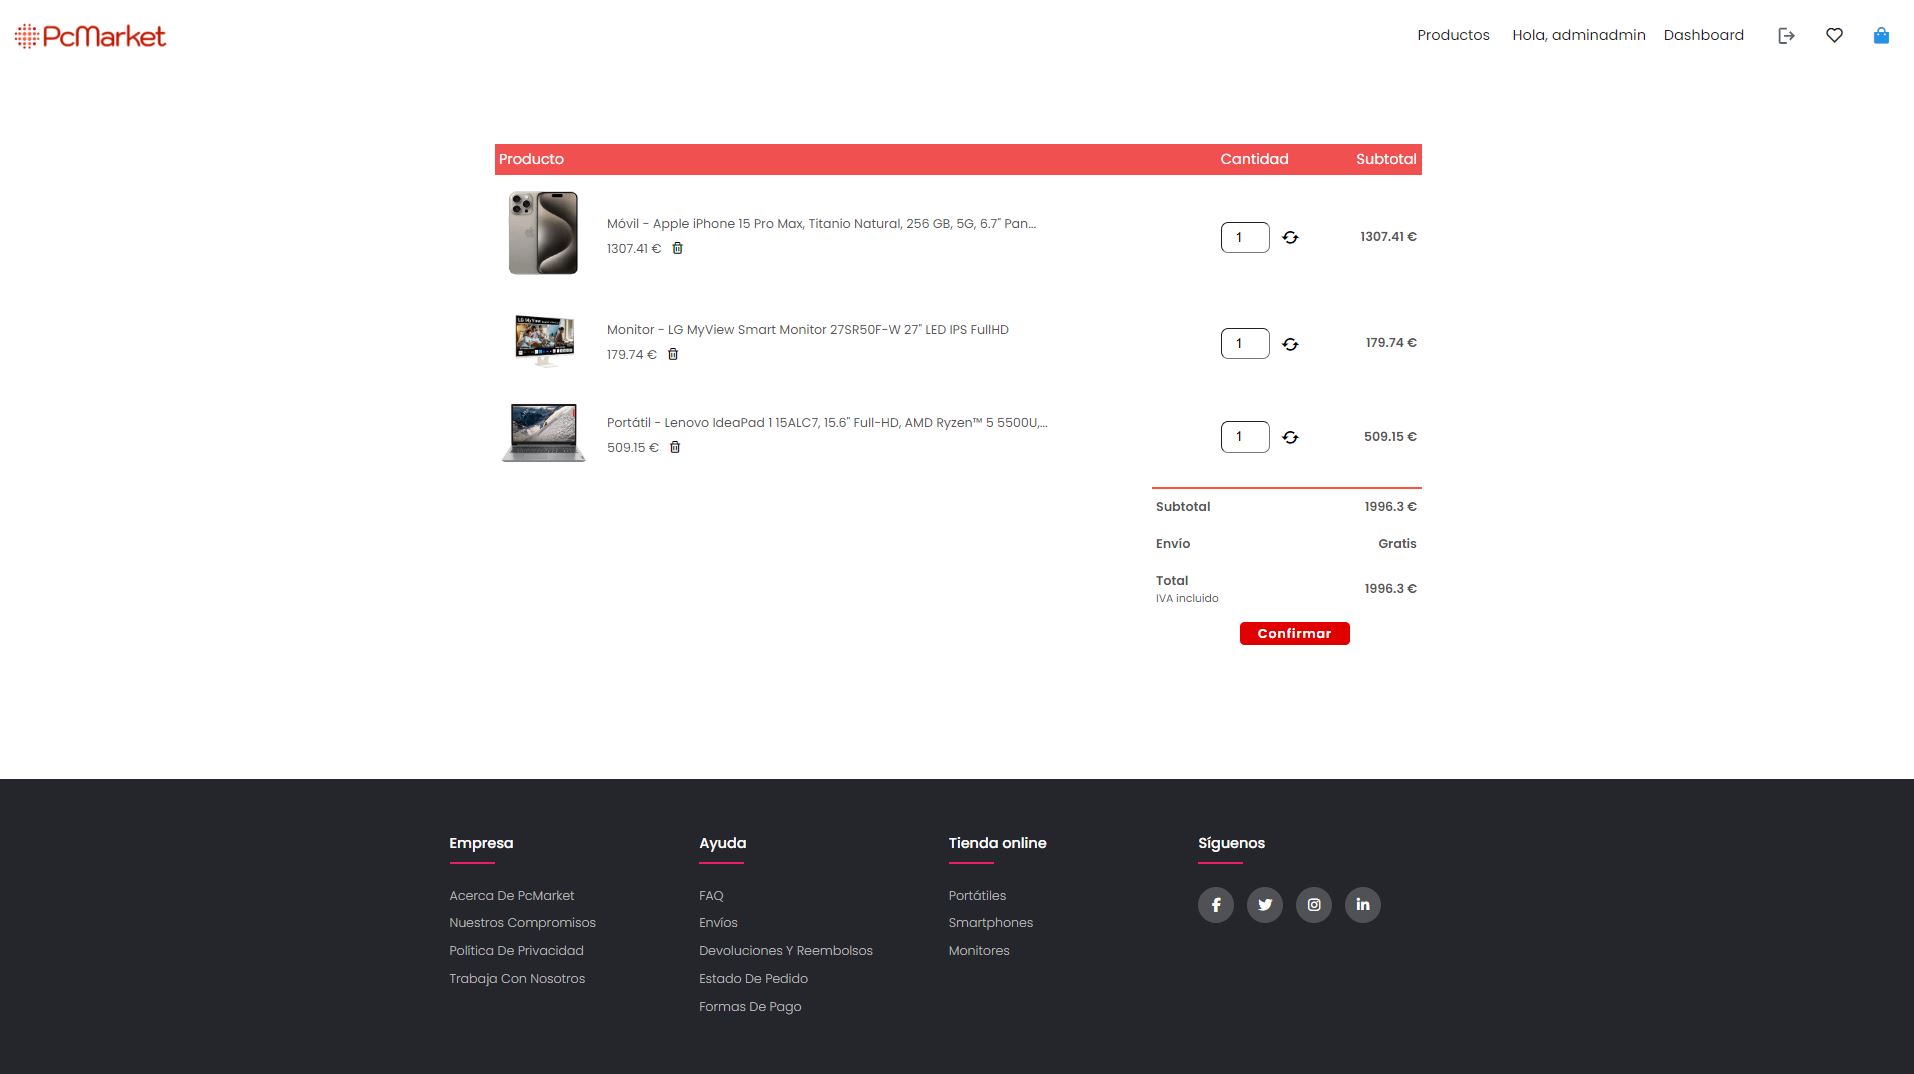 PcMarket
Productos Hola, adminadmin Dashboard
Producto Cantidad Subtotal
Móvil - Apple iPhone 15 Pro Max, Titanio Natural, 256 GB, 5G, 6.7" Pan...
1307.41 €
1
1307.41 €
LG MyView
Monitor - LG MyView Smart Monitor 27SR50F-W 27" LED IPS FullHD
179.74 €
1
179.74 €
Portátil - Lenovo IdeaPad 1 15ALC7, 15.6" Full-HD, AMD Ryzen™ 5 5500U,...
509.15 €
1
509.15 €
Subtotal 1996.3 €
Envío Gratis
Total 1996.3 €
IVA incluido
Confirmar
Empresa
Acerca De PcMarket
Nuestros Compromisos
Política De Privacidad
Trabaja Con Nosotros
Ayuda
FAQ
Envíos
Devoluciones Y Reembolsos
Estado De Pedido
Formas De Pago
Tienda online
Portátiles
Smartphones
Monitores
Síguenos